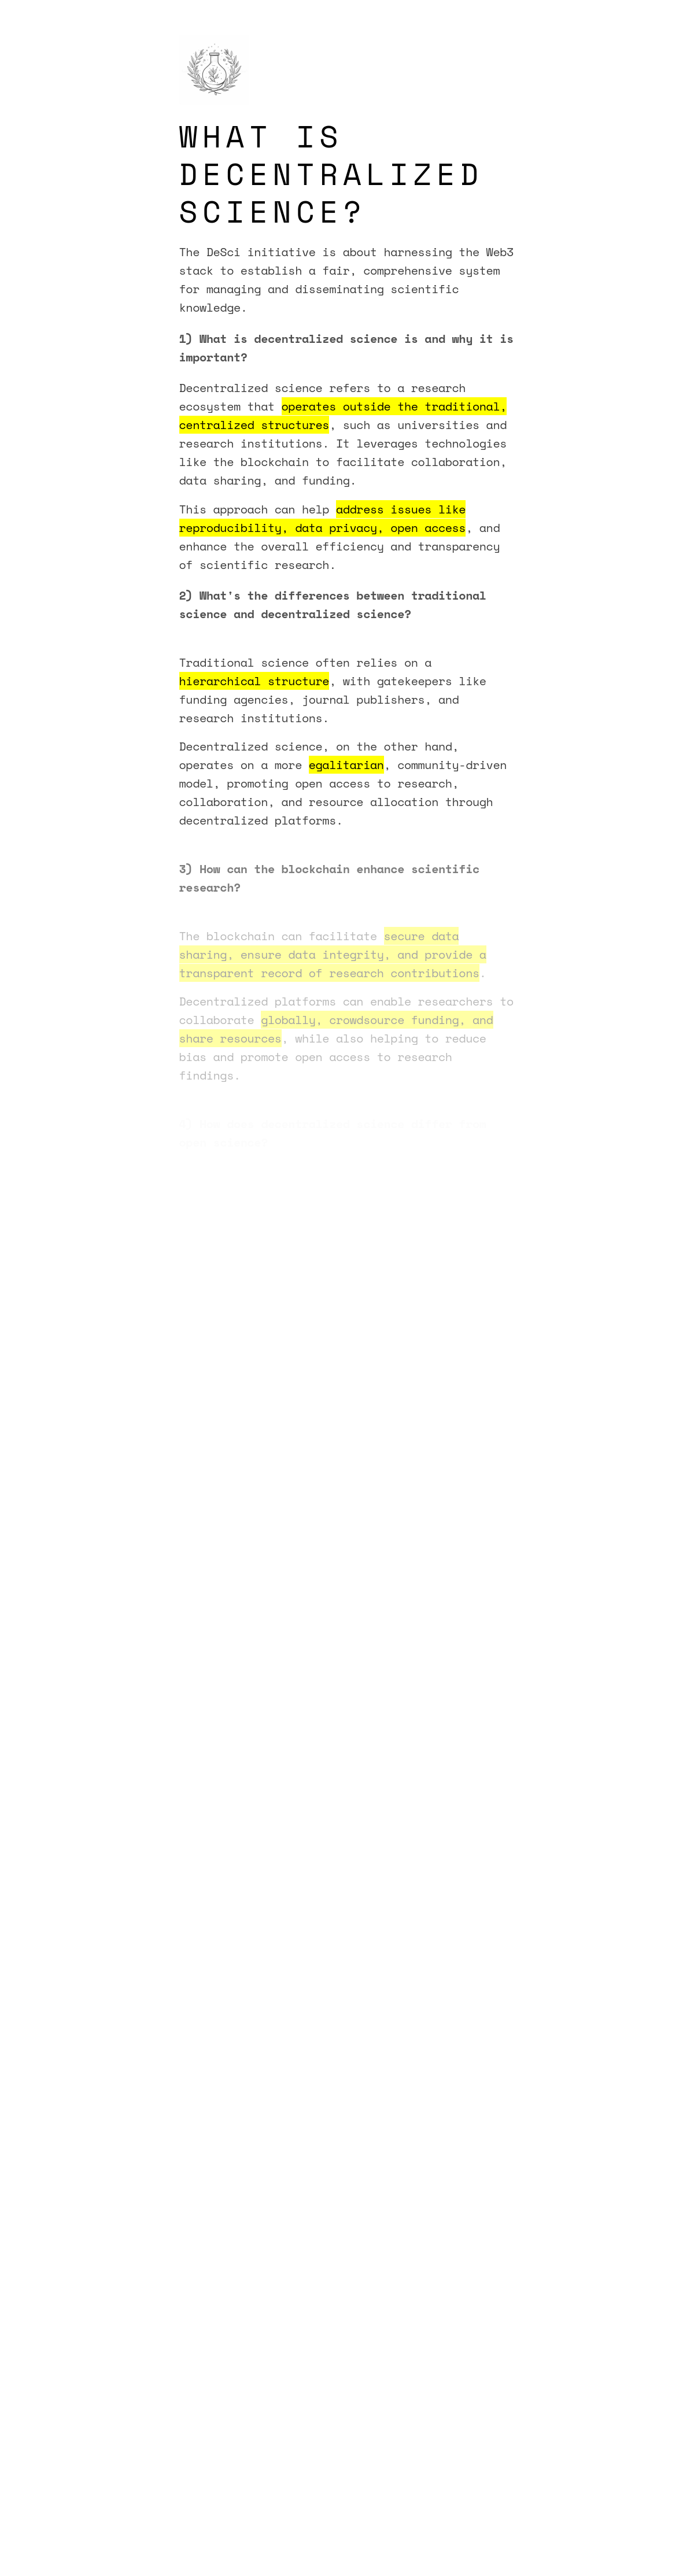 WHAT IS
DECENTRALIZED
SCIENCE?
The DeSci initiative is about harnessing the Web3
stack to establish a fair, comprehensive system
for managing and disseminating scientific
knowledge.
1) What is decentralized science is and why it is
important?
Decentralized science refers to a research
ecosystem that operates outside the traditional,
centralized structures, such as universities and
research institutions. It leverages technologies
like the blockchain to facilitate collaboration,
data sharing, and funding.
This approach can help address issues like
reproducibility, data privacy, open access, and
enhance the overall efficiency and transparency
of scientific research.
2) What's the differences between traditional
science and decentralized science?
Traditional science often relies on a
hierarchical structure, with gatekeepers like
funding agencies, journal publishers, and
research institutions.
Decentralized science, on the other hand,
operates on a more egalitarian, community-driven
model, promoting open access to research,
collaboration, and resource allocation through
decentralized platforms.
3) How can the blockchain enhance scientific
research?
The blockchain can facilitate secure data
sharing, ensure data integrity, and provide a
transparent record of research contributions.
Decentralized platforms can enable researchers to
collaborate globally, crowdsource funding, and
share resources, while also helping to reduce
bias and promote open access to research
findings.